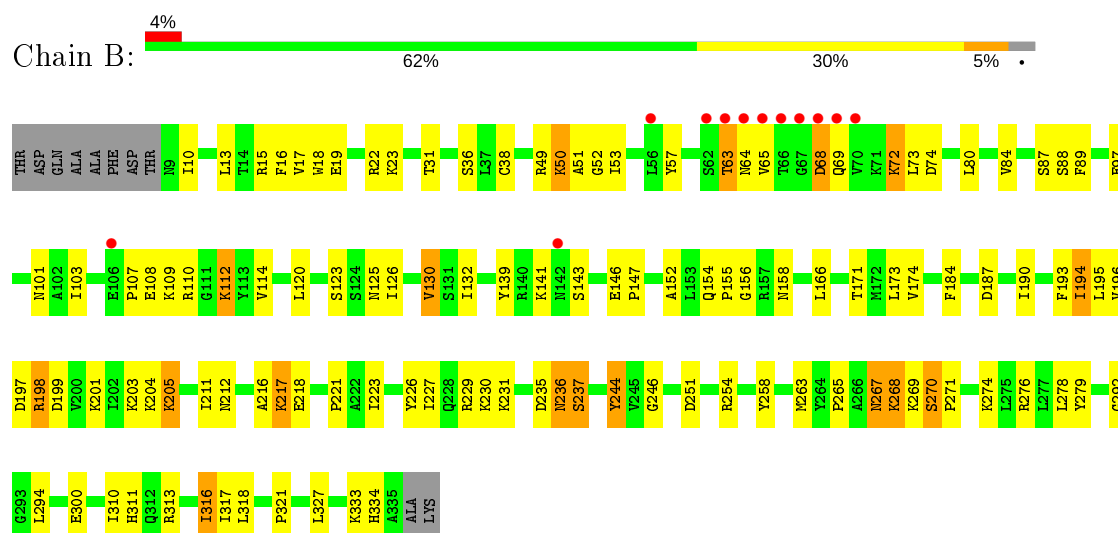 4%
Chain B:
62% 30% 5% •
THR ASP GLN ALA ALA PHE ASP THR N9 I10 L13 T14 R15 F16 V17 W18 E19 R22 K23 T31 S36 L37 C38 R49 K50 A51 G52 I53 L56 Y57 S62 T63 N64 V65 T66 G67 D68 Q69 V70 K71 K72 L73 D74 L80 V84 S87 S88 F89
N101 A102 I103 E106 P107 E108 K109 R110 G111 K112 Y113 V114 L120 S123 S124 N125 I126 V130 S131 I132 Y139 R140 K141 N142 S143 E146 P147 A152 L153 Q154 P155 G156 R157 N158 L166 T171 M172 L173 V174 F184 D187 I190 F193 I194 L195
D197 R198 D199 V200 K201 I202 K203 K204 K205 I211 N212 A216 K217 E218 P221 A222 I223 Y226 I227 Q228 R229 K230 K231 D235 N236 S237 Y244 V245 G246 D251 R254 Y258 M263 Y264 P265 A266 N267 K268 K269 S270 P271 K274 L275 R276 L277 L278 Y279
G293 L294 E300 I310 H311 Q312 R313 I316 I317 L318 P321 L327 K333 H334 A335 ALA LYS